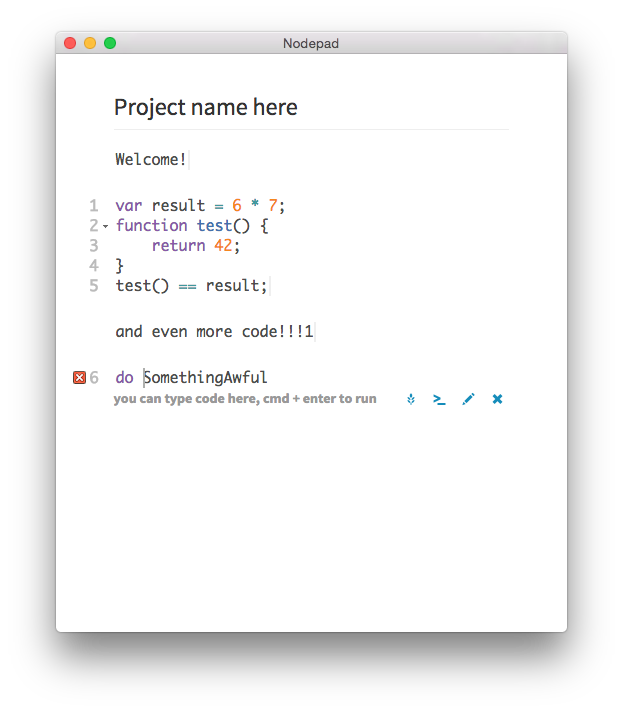 Nodepad
Project name here
Welcome!
1 var result = 6 * 7;
2 function test() {
3     return 42;
4 }
5 test() == result;
and even more code!!!1
6 do SomethingAwful
you can type code here, cmd + enter to run